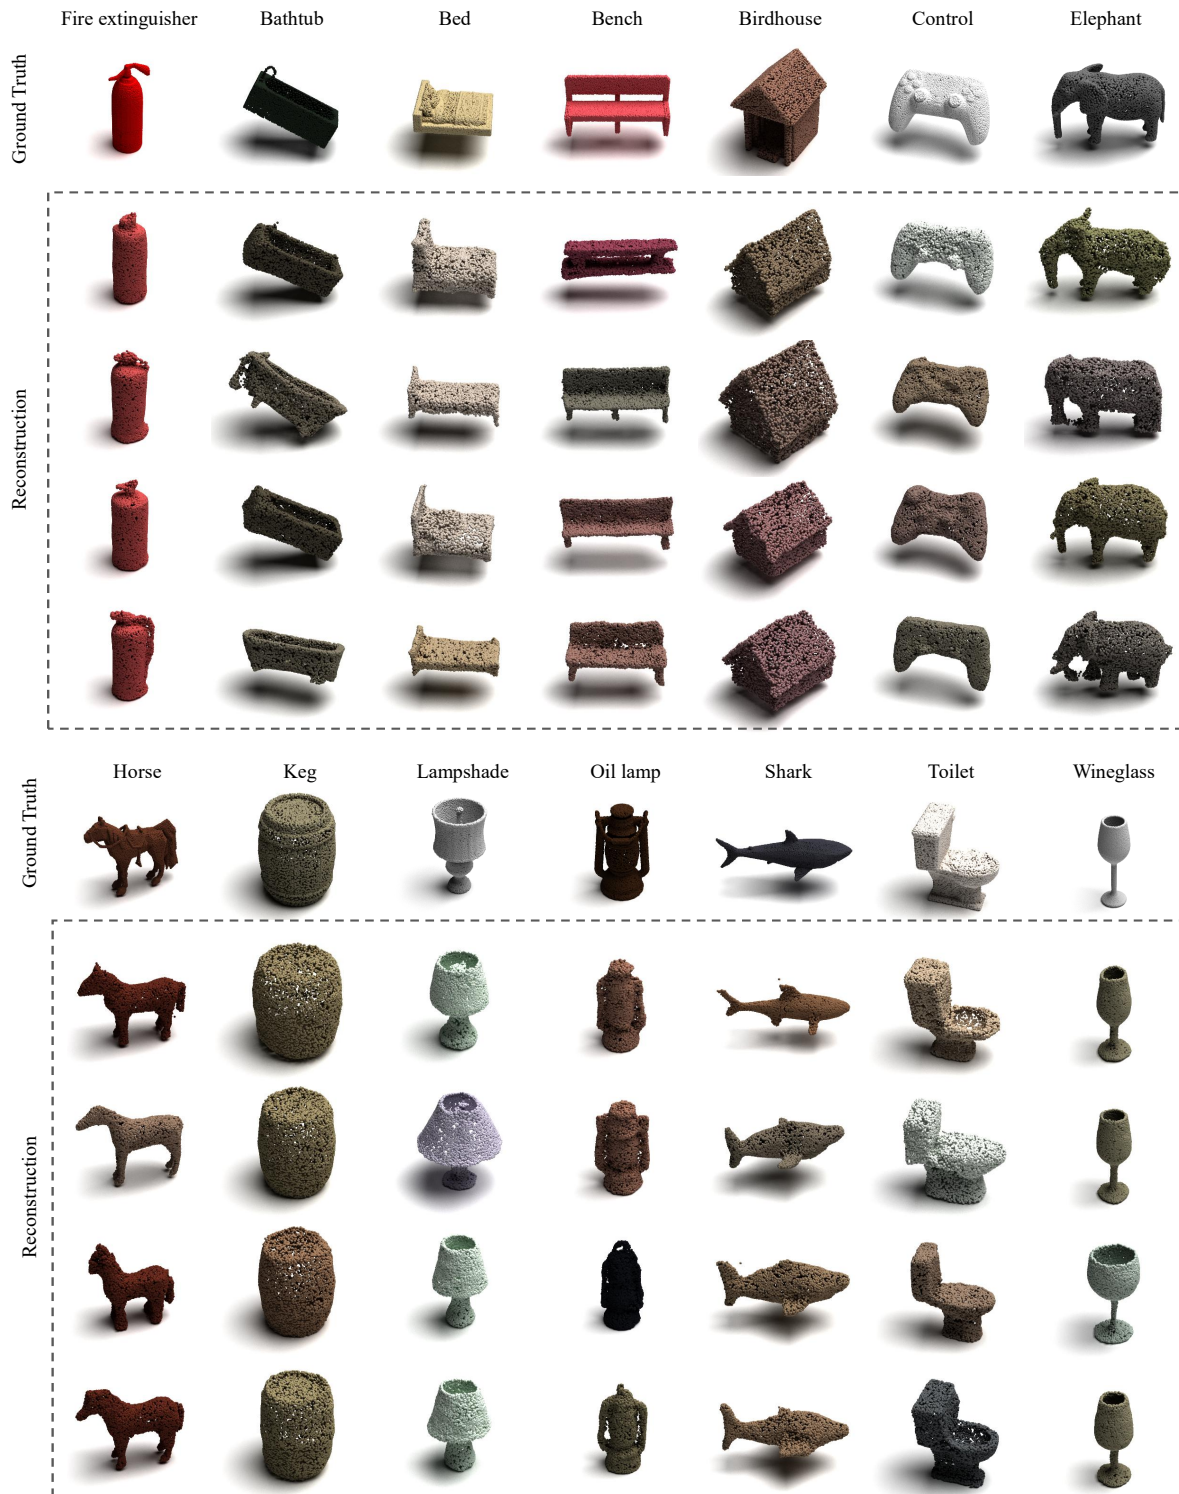 Fire extinguisher Bathtub Bed Bench Birdhouse Control Elephant
Ground Truth
Reconstruction
Horse Keg Lampshade Oil lamp Shark Toilet Wineglass
Ground Truth
Reconstruction